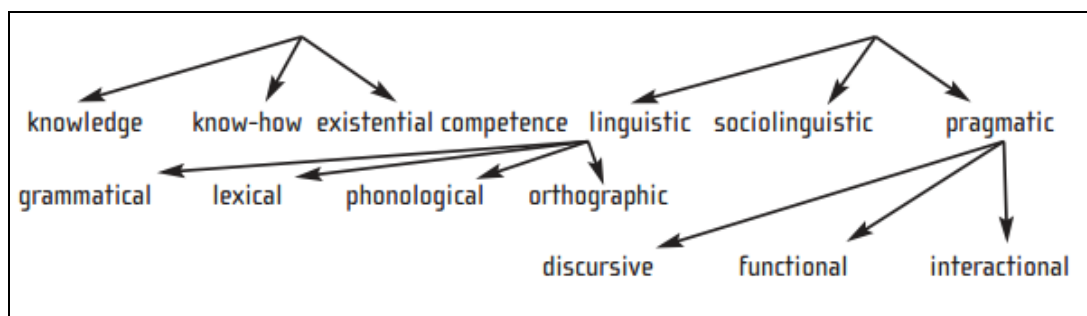 knowledge know-how existential competence linguistic sociolinguistic pragmatic
grammatical lexical phonological orthographic
discursive functional interactional